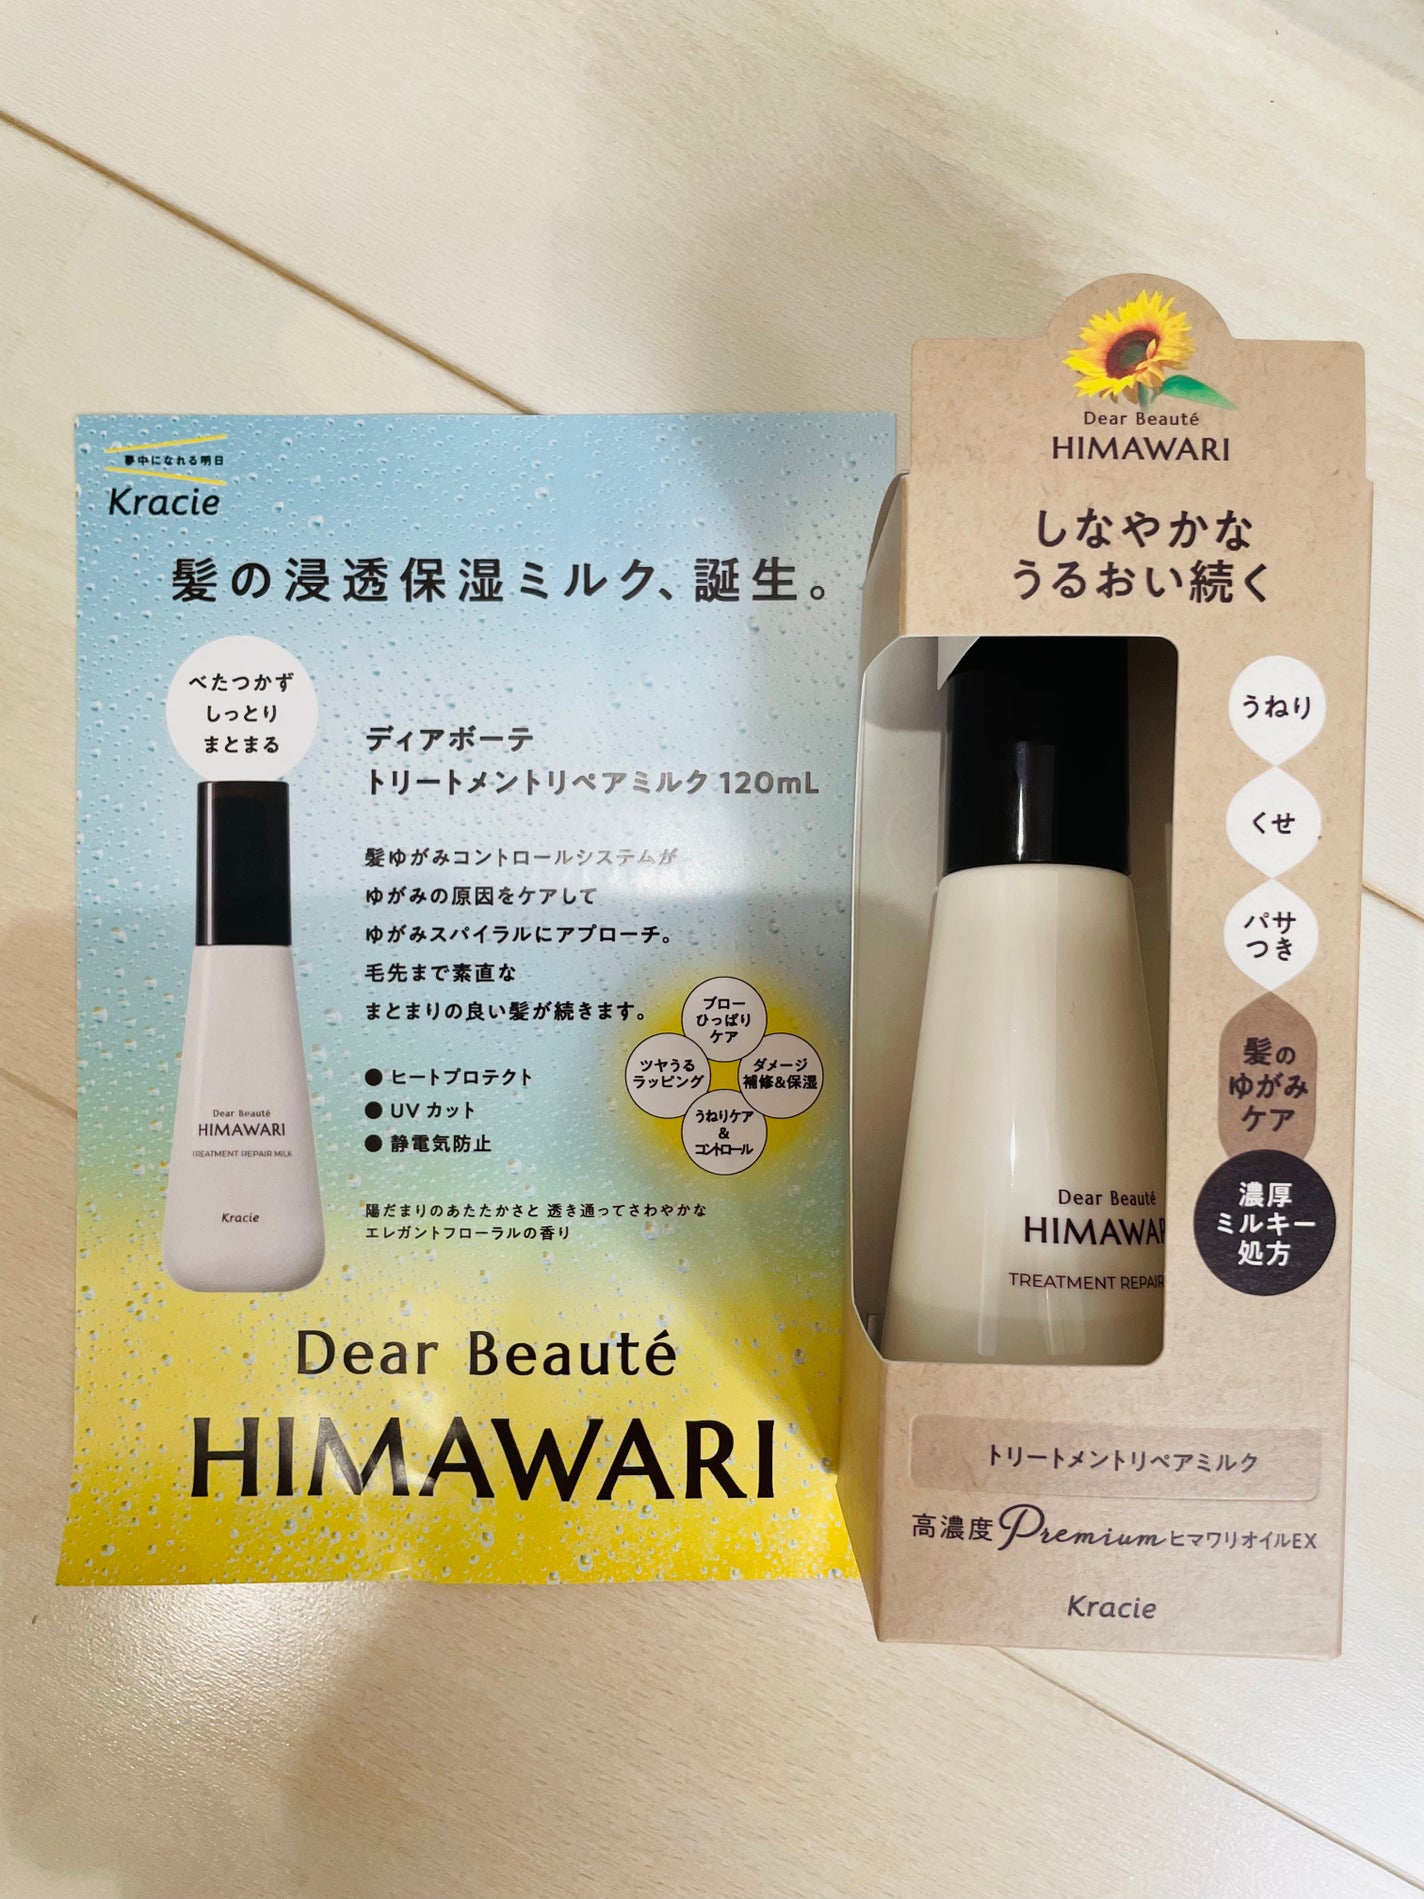 夢中になれる明日
Kracie
髪の浸透保湿ミルク、誕生。
べたつかず
しっとり
まとまる
ディアボーテ
トリートメントリペアミルク 120mL
髪ゆがみコントロールシステムが
ゆがみの原因をケアして
ゆがみスパイラルにアプローチ。
毛先まで素直な
まとまりの良い髪が続きます。
● ヒートプロテクト
● UV カット
● 静電気防止
ブロー
ひっぱり
ケア
ツヤうる
ラッピング
ダメージ
補修&保湿
うねりケア
&
コントロール
陽だまりのあたたかさと 透き通ってさわやかな
エレガントフローラルの香り
Dear Beauté
HIMAWARI
TREATMENT REPAIR MILK
Kracie
Dear Beauté
HIMAWARI
Dear Beauté
HIMAWARI
しなやかな
うるおい続く
うねり
くせ
パサ
つき
髪の
ゆがみ
ケア
濃厚
ミルキー
処方
Dear Beauté
HIMAWAR
TREATMENT REPAIR
トリートメントリペアミルク
高濃度 Premium ヒマワリオイルEX
Kracie